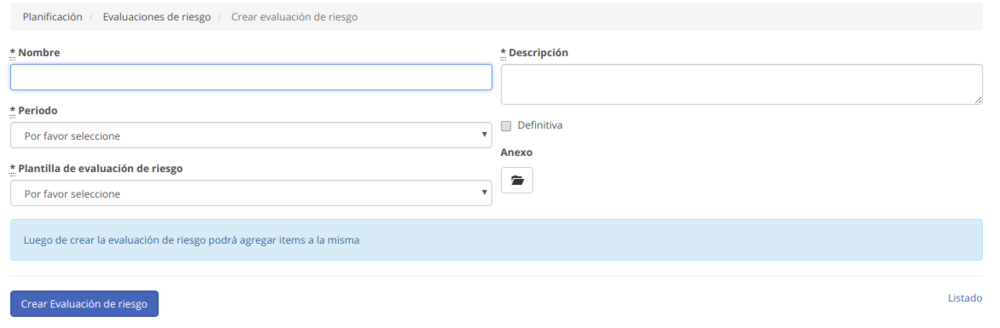 Planificación / Evaluaciones de riesgo / Crear evaluación de riesgo
* Nombre
* Descripción
* Periodo
Por favor seleccione
Definitiva
Anexo
* Plantilla de evaluación de riesgo
Por favor seleccione
Luego de crear la evaluación de riesgo podrá agregar items a la misma
Crear Evaluación de riesgo
Listado